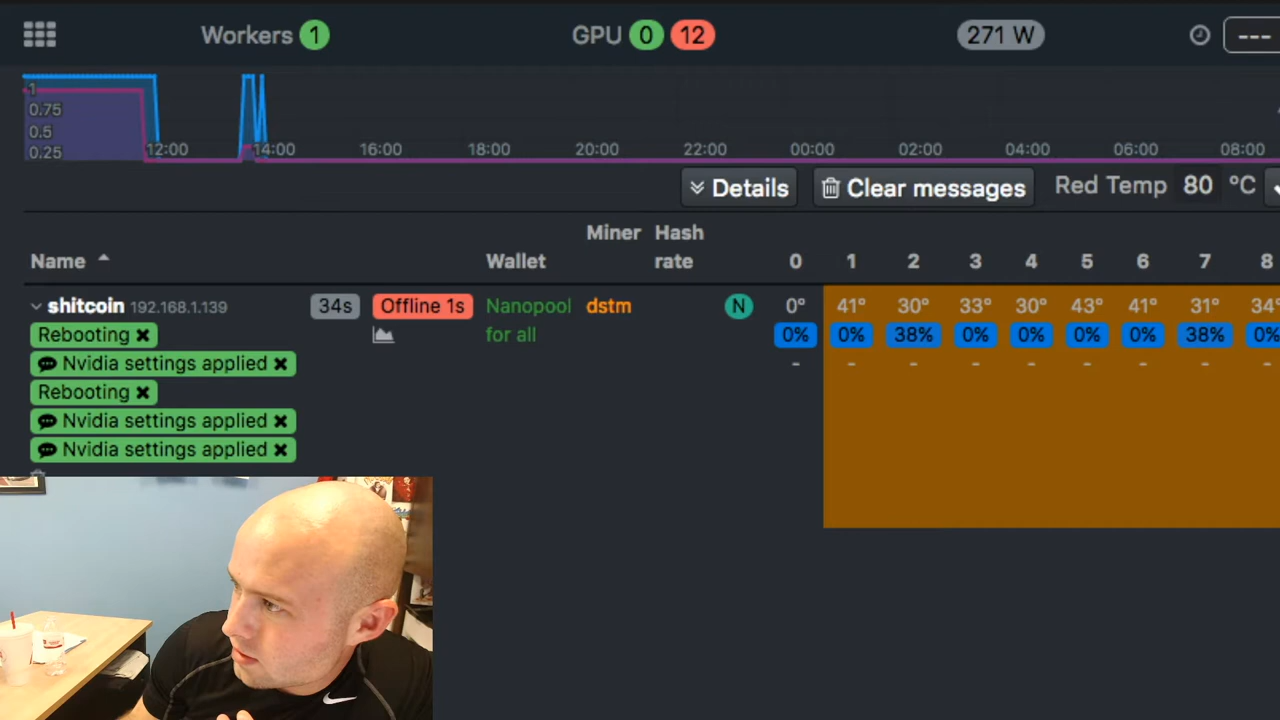 Workers 1 GPU 0 12 271 W ---
1
0.75
0.5
0.25
12:00 14:00 16:00 18:00 20:00 22:00 00:00 02:00 04:00 06:00 08:00
Details Clear messages Red Temp 80 °C
Miner Hash
Name Wallet rate 0 1 2 3 4 5 6 7 8
shitcoin 192.168.1.139 34s Offline 1s Nanopool dstm N 0° 41° 30° 33° 30° 43° 41° 31° 34°
Rebooting for all 0% 0% 38% 0% 0% 0% 0% 38% 0%
Nvidia settings applied - - - - - - - - -
Rebooting
Nvidia settings applied
Nvidia settings applied